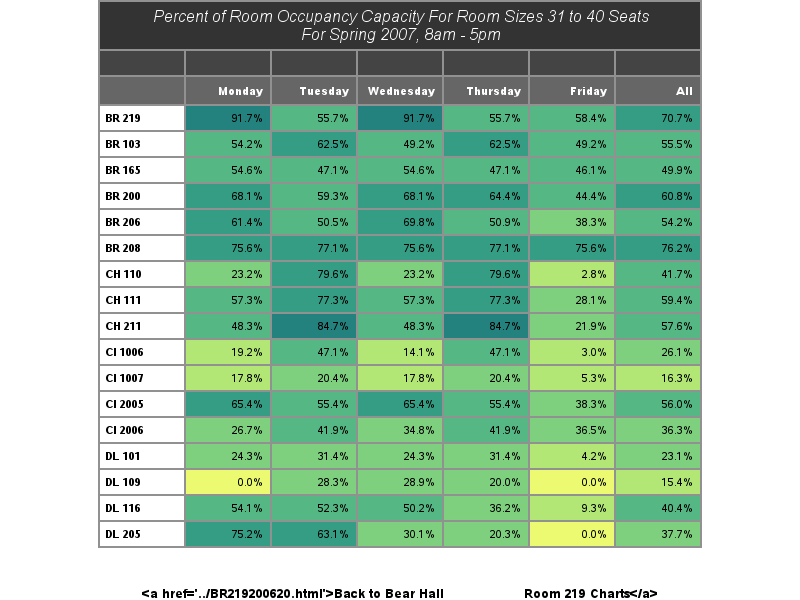 Percent of Room Occupancy Capacity For Room Sizes 31 to 40 Seats
For Spring 2007, 8am - 5pm
Monday Tuesday Wednesday Thursday Friday All
BR 219 91.7% 55.7% 91.7% 55.7% 58.4% 70.7%
BR 103 54.2% 62.5% 49.2% 62.5% 49.2% 55.5%
BR 165 54.6% 47.1% 54.6% 47.1% 46.1% 49.9%
BR 200 68.1% 59.3% 68.1% 64.4% 44.4% 60.8%
BR 206 61.4% 50.5% 69.8% 50.9% 38.3% 54.2%
BR 208 75.6% 77.1% 75.6% 77.1% 75.6% 76.2%
CH 110 23.2% 79.6% 23.2% 79.6% 2.8% 41.7%
CH 111 57.3% 77.3% 57.3% 77.3% 28.1% 59.4%
CH 211 48.3% 84.7% 48.3% 84.7% 21.9% 57.6%
CI 1006 19.2% 47.1% 14.1% 47.1% 3.0% 26.1%
CI 1007 17.8% 20.4% 17.8% 20.4% 5.3% 16.3%
CI 2005 65.4% 55.4% 65.4% 55.4% 38.3% 56.0%
CI 2006 26.7% 41.9% 34.8% 41.9% 36.5% 36.3%
DL 101 24.3% 31.4% 24.3% 31.4% 4.2% 23.1%
DL 109 0.0% 28.3% 28.9% 20.0% 0.0% 15.4%
DL 116 54.1% 52.3% 50.2% 36.2% 9.3% 40.4%
DL 205 75.2% 63.1% 30.1% 20.3% 0.0% 37.7%
<a href='../BR219200620.html'>Back to Bear Hall Room 219 Charts</a>